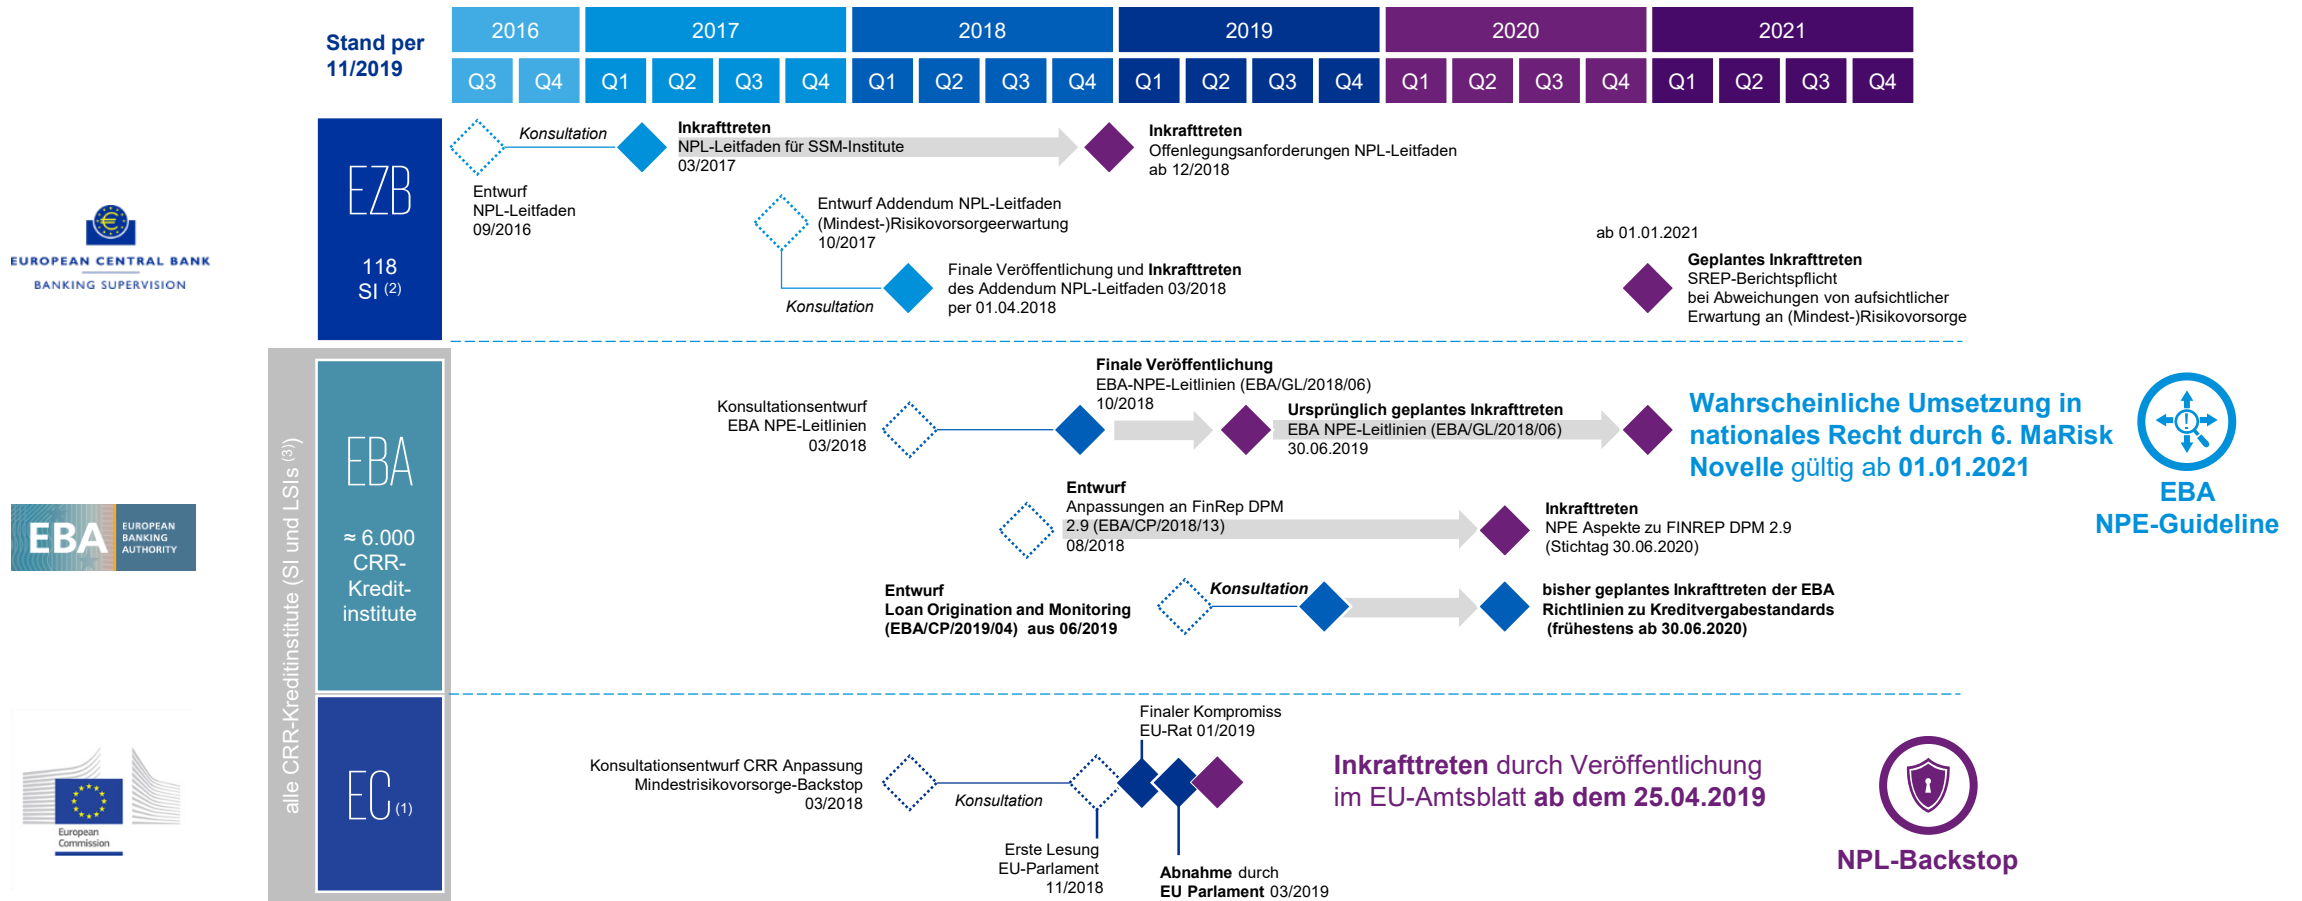 Stand per
11/2019
2016
2017
2018
2019
2020
2021
Q3
Q4
Q1
Q2
Q3
Q4
Q1
Q2
Q3
Q4
Q1
Q2
Q3
Q4
Q1
Q2
Q3
Q4
Q1
Q2
Q3
Q4
EUROPEAN CENTRAL BANK
BANKING SUPERVISION
EZB
118
SI (2)
Konsultation
Entwurf
NPL-Leitfaden
09/2016
Inkrafttreten
NPL-Leitfaden für SSM-Institute
03/2017
Inkrafttreten
Offenlegungsanforderungen NPL-Leitfaden
ab 12/2018
Entwurf Addendum NPL-Leitfaden
(Mindest-)Risikovorsorgeerwartung
10/2017
Konsultation
Finale Veröffentlichung und Inkrafttreten
des Addendum NPL-Leitfaden 03/2018
per 01.04.2018
ab 01.01.2021
Geplantes Inkrafttreten
SREP-Berichtspflicht
bei Abweichungen von aufsichtlicher
Erwartung an (Mindest-)Risikovorsorge
alle CRR-Kreditinstitute (SI und LSIs (3))
EBA
EUROPEAN
BANKING
AUTHORITY
EBA
≈ 6.000
CRR-
Kredit-
institute
Konsultationsentwurf
EBA NPE-Leitlinien
03/2018
Finale Veröffentlichung
EBA-NPE-Leitlinien (EBA/GL/2018/06)
10/2018
Ursprünglich geplantes Inkrafttreten
EBA NPE-Leitlinien (EBA/GL/2018/06)
30.06.2019
Wahrscheinliche Umsetzung in
nationales Recht durch 6. MaRisk
Novelle gültig ab 01.01.2021
EBA
NPE-Guideline
Entwurf
Anpassungen an FinRep DPM
2.9 (EBA/CP/2018/13)
08/2018
Inkrafttreten
NPE Aspekte zu FINREP DPM 2.9
(Stichtag 30.06.2020)
Entwurf
Loan Origination and Monitoring
(EBA/CP/2019/04) aus 06/2019
Konsultation
bisher geplantes Inkrafttreten der EBA
Richtlinien zu Kreditvergabestandards
(frühestens ab 30.06.2020)
European
Commission
EC (1)
Konsultationsentwurf CRR Anpassung
Mindestrisikovorsorge-Backstop
03/2018
Konsultation
Erste Lesung
EU-Parlament
11/2018
Finaler Kompromiss
EU-Rat 01/2019
Abnahme durch
EU Parlament 03/2019
Inkrafttreten durch Veröffentlichung
im EU-Amtsblatt ab dem 25.04.2019
NPL-Backstop